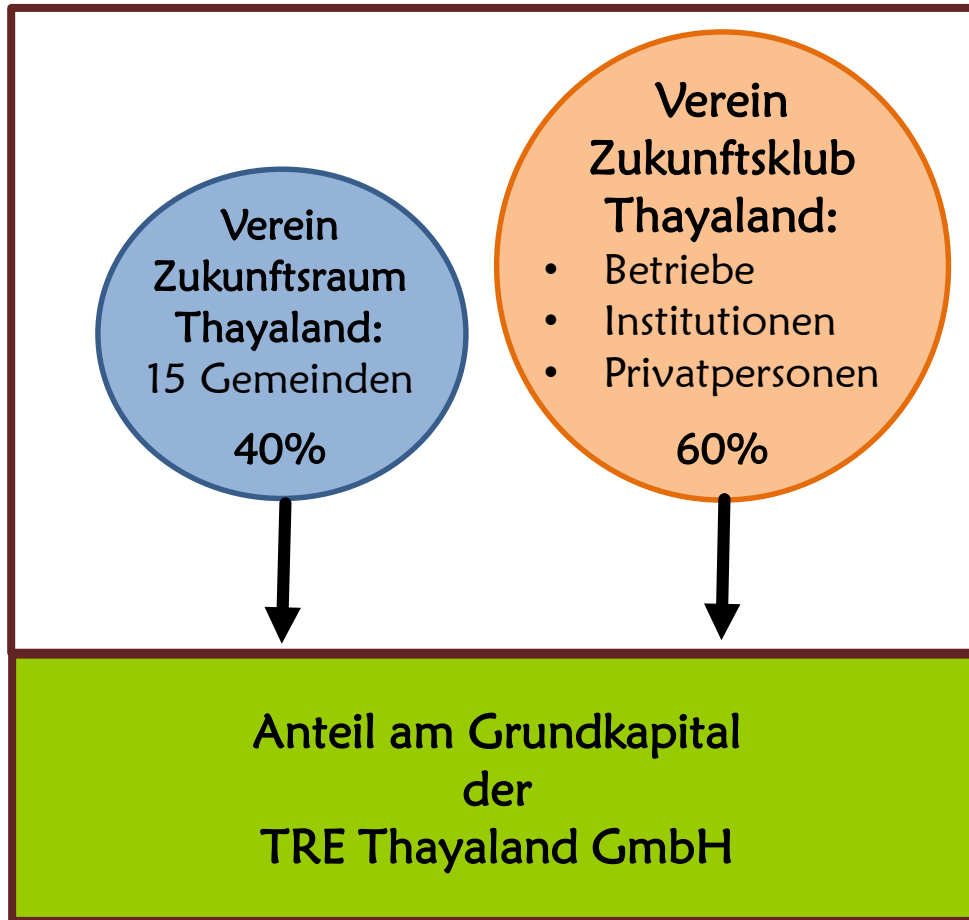 Verein
Zukunftsraum
Thayaland:
15 Gemeinden
40%
Verein
Zukunftsklub
Thayaland:
• Betriebe
• Institutionen
• Privatpersonen
60%
Anteil am Grundkapital
der
TRE Thayaland GmbH